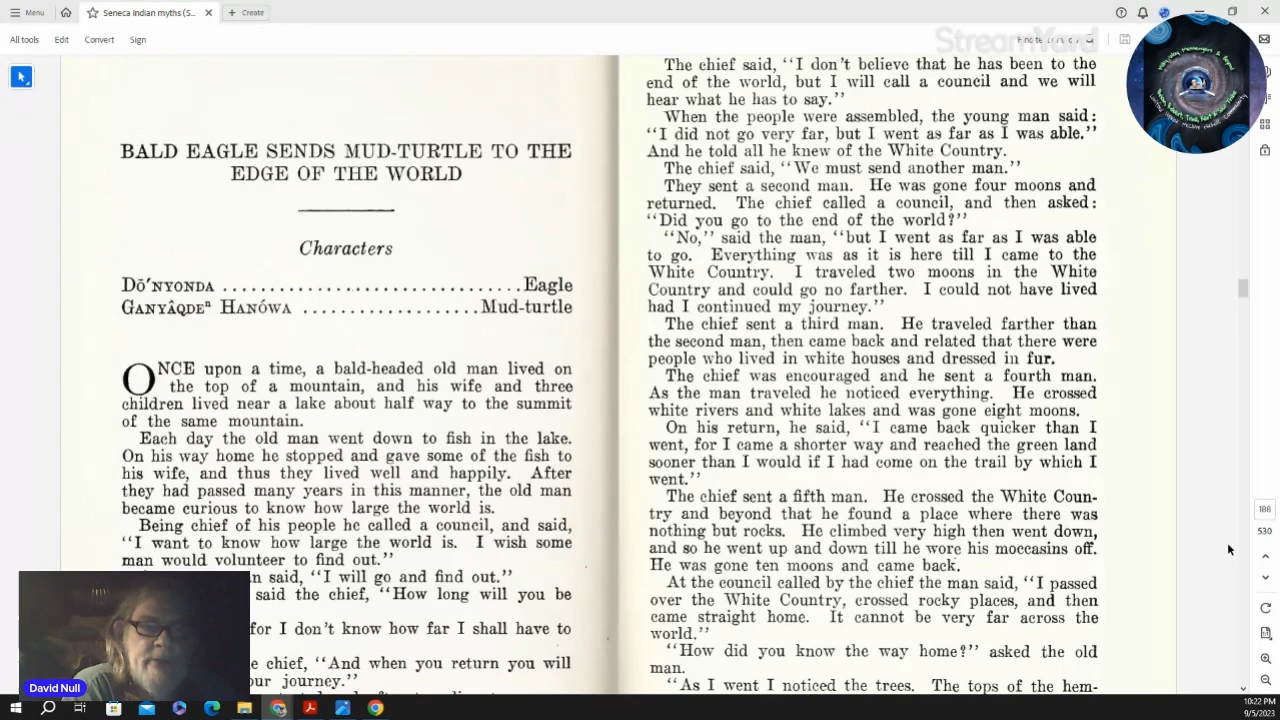 Menu
Seneca Indian myths (S...
Create
All tools
Edit
Convert
Sign
StreamYard
BALD EAGLE SENDS MUD-TURTLE TO THE
EDGE OF THE WORLD
Characters
Dō′nyonda ................................Eagle
Ganyâqdeⁿ Hanówa ...................Mud-turtle
ONCE upon a time, a bald-headed old man lived on
the top of a mountain, and his wife and three
children lived near a lake about half way to the summit
of the same mountain.
Each day the old man went down to fish in the lake.
On his way home he stopped and gave some of the fish to
his wife, and thus they lived well and happily. After
they had passed many years in this manner, the old man
became curious to know how large the world is.
Being chief of his people he called a council, and said,
"I want to know how large the world is. I wish some
man would volunteer to find out."
said, "I will go and find out."
said the chief, "How long will you be
for I don't know how far I shall have to
chief, "And when you return you will
journey."
The chief said, "I don't believe that he has been to the
end of the world, but I will call a council and we will
hear what he has to say."
When the people were assembled, the young man said:
"I did not go very far, but I went as far as I was able."
And he told all he knew of the White Country.
The chief said, "We must send another man."
They sent a second man. He was gone four moons and
returned. The chief called a council, and then asked:
"Did you go to the end of the world?"
"No," said the man, "but I went as far as I was able
to go. Everything was as it is here till I came to the
White Country. I traveled two moons in the White
Country and could go no farther. I could not have lived
had I continued my journey."
The chief sent a third man. He traveled farther than
the second man, then came back and related that there were
people who lived in white houses and dressed in fur.
The chief was encouraged and he sent a fourth man.
As the man traveled he noticed everything. He crossed
white rivers and white lakes and was gone eight moons.
On his return, he said, "I came back quicker than I
went, for I came a shorter way and reached the green land
sooner than I would if I had come on the trail by which I
went."
The chief sent a fifth man. He crossed the White Coun-
try and beyond that he found a place where there was
nothing but rocks. He climbed very high then went down,
and so he went up and down till he wore his moccasins off.
He was gone ten moons and came back.
At the council called by the chief the man said, "I passed
over the White Country, crossed rocky places, and then
came straight home. It cannot be very far across the
world."
"How did you know the way home?" asked the old
man.
"As I went I noticed the trees. The tops of the hem-
188
530
David Null
10:22 PM
9/5/2023